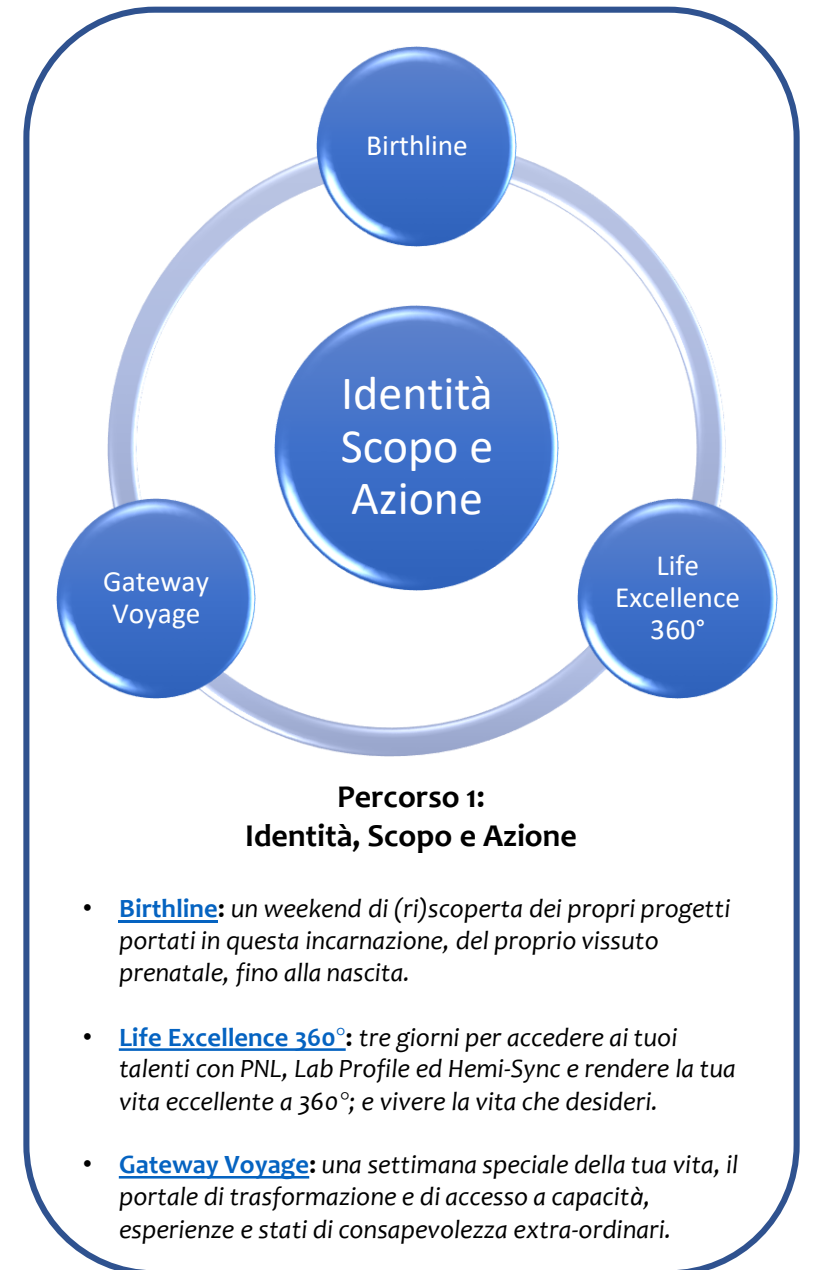 Birthline
Identità
Scopo e
Azione
Gateway
Voyage
Life
Excellence
360°
Percorso 1:
Identità, Scopo e Azione
• Birthline: un weekend di (ri)scoperta dei propri progetti
portati in questa incarnazione, del proprio vissuto
prenatale, fino alla nascita.
• Life Excellence 360°: tre giorni per accedere ai tuoi
talenti con PNL, Lab Profile ed Hemi-Sync e rendere la tua
vita eccellente a 360°; e vivere la vita che desideri.
• Gateway Voyage: una settimana speciale della tua vita, il
portale di trasformazione e di accesso a capacità,
esperienze e stati di consapevolezza extra-ordinari.